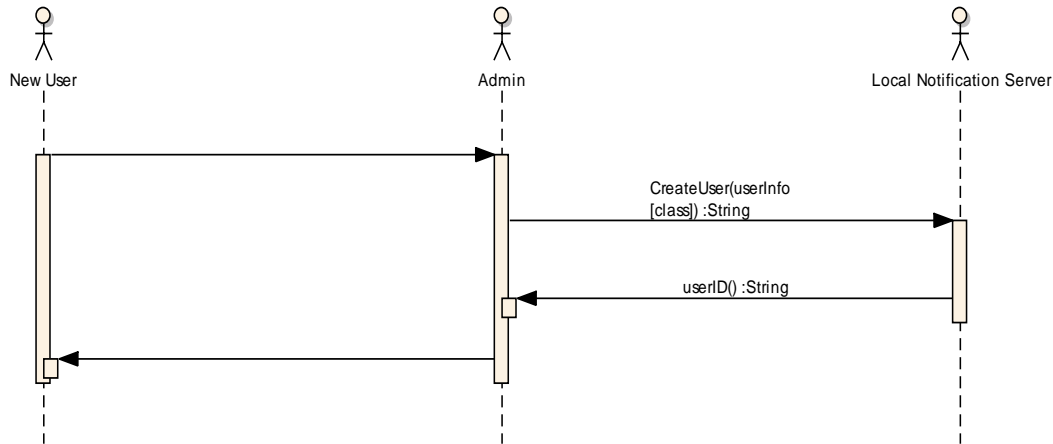 New User
Admin
Local Notification Server
CreateUser(userInfo
[class]) :String
userID() :String